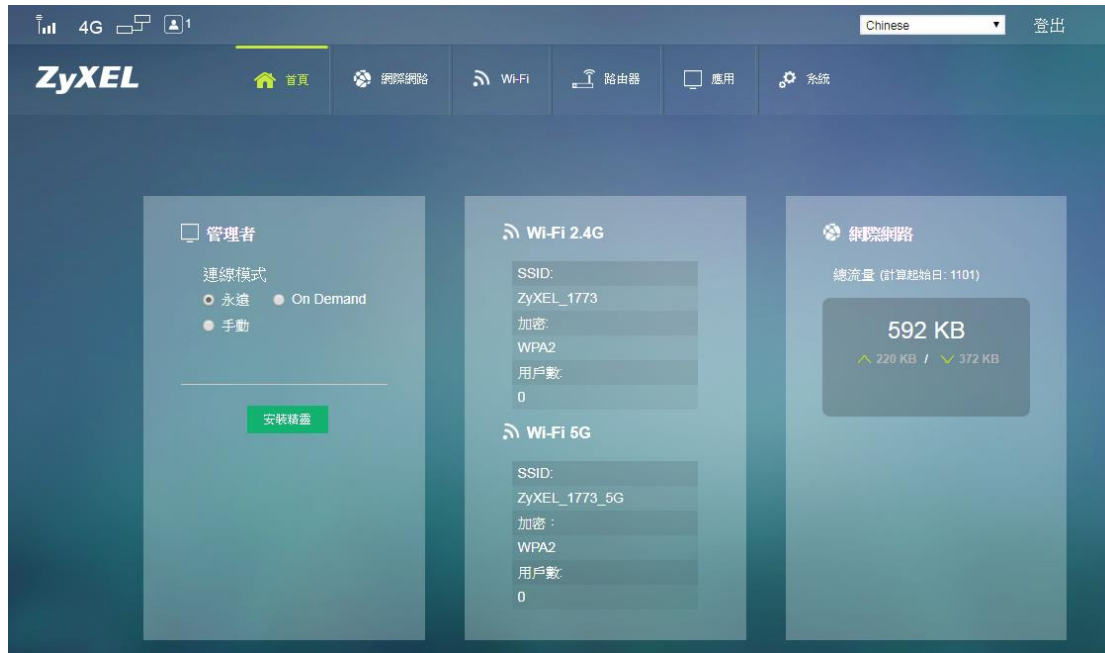 4G
1
Chinese
登出
ZyXEL
首頁
網際網路
Wi-Fi
路由器
應用
系統
管理者
連線模式
永遠 On Demand
手動
安裝精靈
Wi-Fi 2.4G
SSID:
ZyXEL_1773
加密:
WPA2
用戶數:
0
Wi-Fi 5G
SSID:
ZyXEL_1773_5G
加密：
WPA2
用戶數:
0
網際網路
總流量 (計算起始日: 1101)
592 KB
220 KB / 372 KB